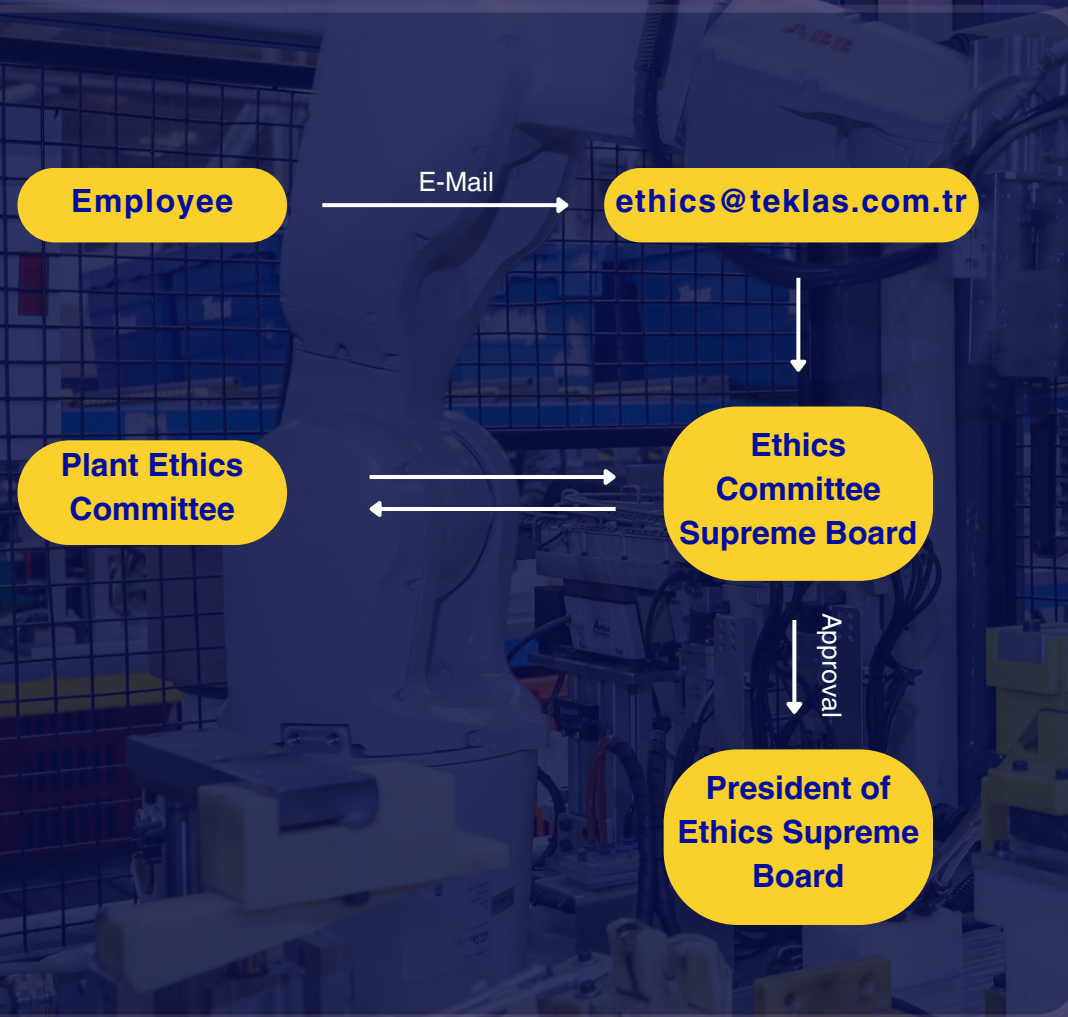 ABB
Employee
E-Mail
ethics@teklas.com.tr
Plant Ethics
Committee
Ethics
Committee
Supreme Board
Approval
President of
Ethics Supreme
Board